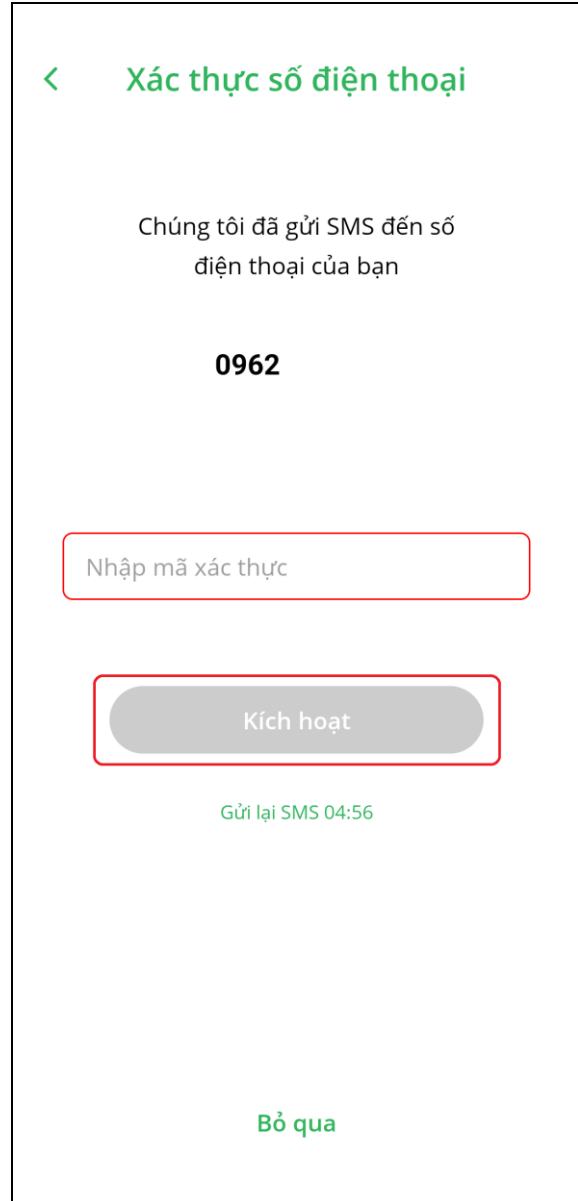 Xác thực số điện thoại
Chúng tôi đã gửi SMS đến số
điện thoại của bạn
0962
Nhập mã xác thực
Kích hoạt
Gửi lại SMS 04:56
Bỏ qua